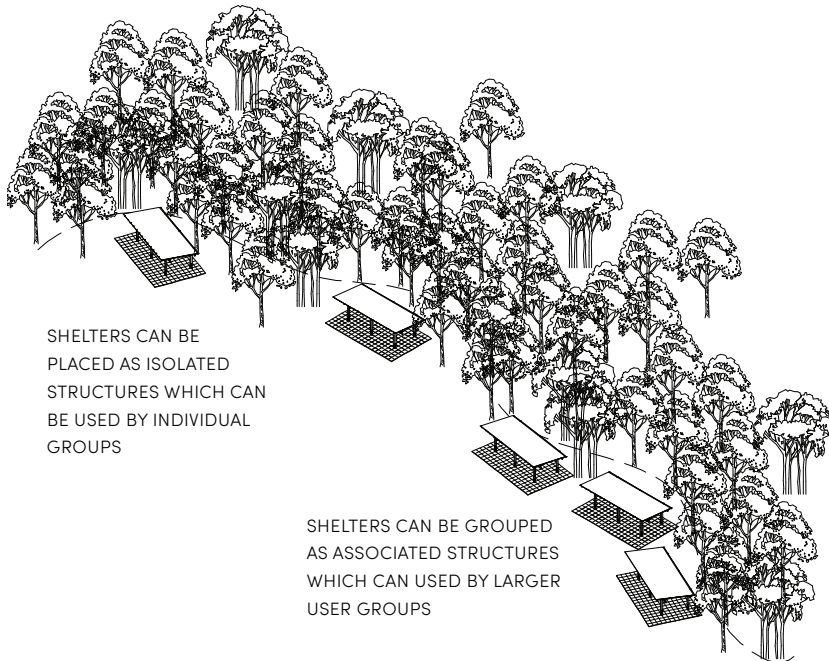 SHELTERS CAN BE
PLACED AS ISOLATED
STRUCTURES WHICH CAN
BE USED BY INDIVIDUAL
GROUPS
SHELTERS CAN BE GROUPED
AS ASSOCIATED STRUCTURES
WHICH CAN USED BY LARGER
USER GROUPS